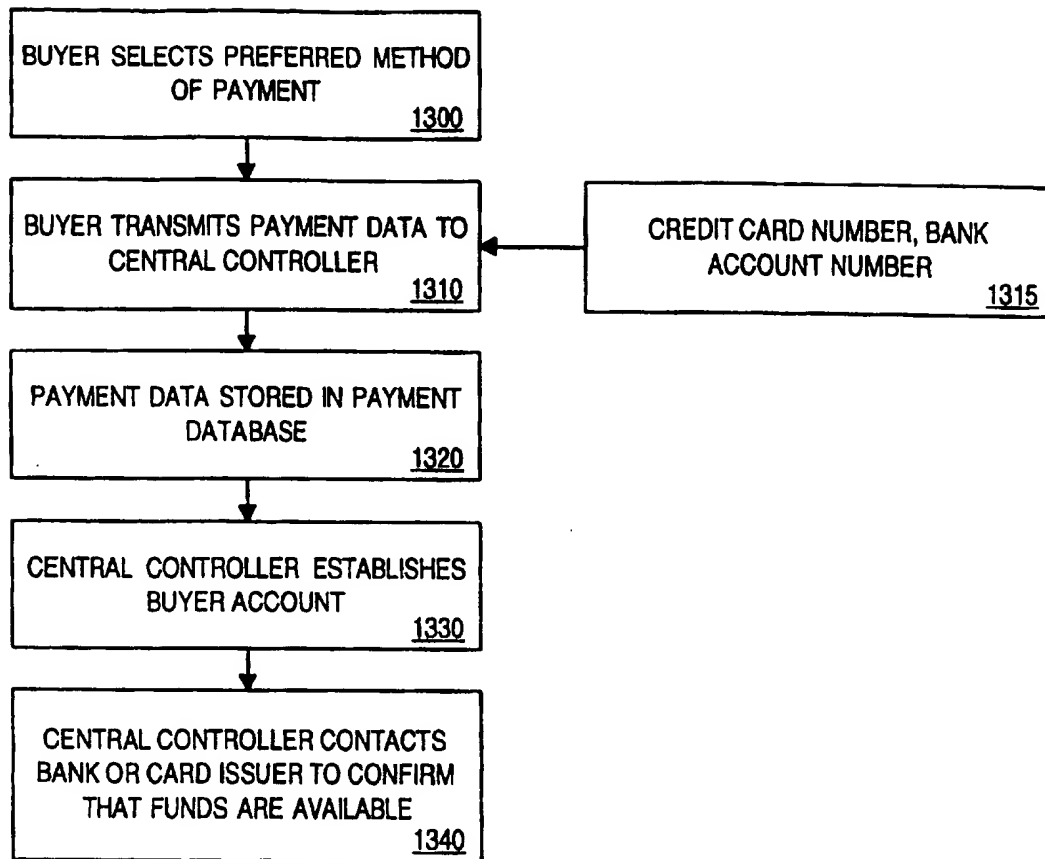 BUYER SELECTS PREFERRED METHOD
OF PAYMENT
1300
BUYER TRANSMITS PAYMENT DATA TO
CENTRAL CONTROLLER
1310
CREDIT CARD NUMBER, BANK
ACCOUNT NUMBER
1315
PAYMENT DATA STORED IN PAYMENT
DATABASE
1320
CENTRAL CONTROLLER ESTABLISHES
BUYER ACCOUNT
1330
CENTRAL CONTROLLER CONTACTS
BANK OR CARD ISSUER TO CONFIRM
THAT FUNDS ARE AVAILABLE
1340